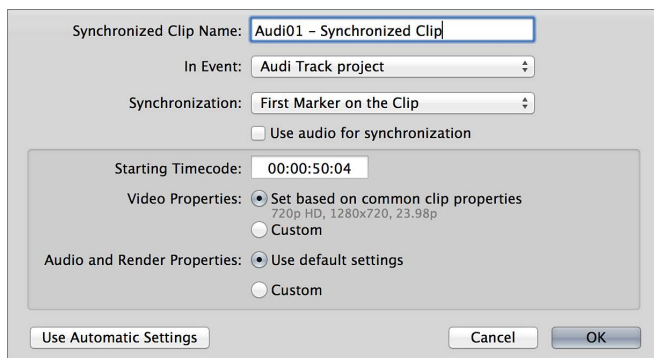 Synchronized Clip Name: Audi01 – Synchronized Clip
In Event: Audi Track project
Synchronization: First Marker on the Clip
Use audio for synchronization
Starting Timecode: 00:00:50:04
Video Properties: Set based on common clip properties
720p HD, 1280x720, 23.98p
Custom
Audio and Render Properties: Use default settings
Custom
Use Automatic Settings Cancel OK